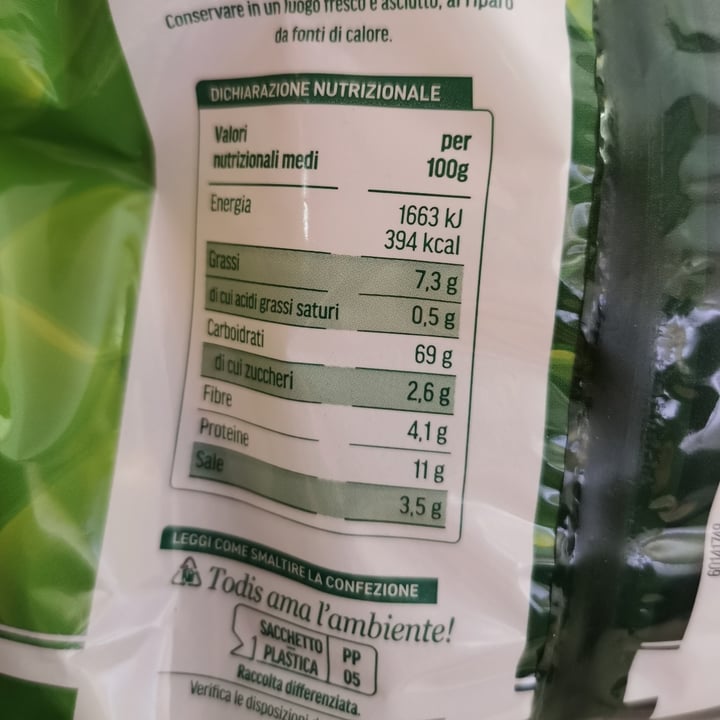 Conservare in un luogo fresco e asciutto, al riparo
da fonti di calore.
DICHIARAZIONE NUTRIZIONALE
Valori nutrizionali medi per 100g
Energia 1663 kJ
394 kcal
Grassi 7,3 g
di cui acidi grassi saturi 0,5 g
Carboidrati 69 g
di cui zuccheri 2,6 g
Fibre 4,1 g
Proteine 11 g
Sale 3,5 g
LEGGI COME SMALTIRE LA CONFEZIONE
Todis ama l'ambiente!
SACCHETTO PP
PLASTICA 05
Raccolta differenziata.
Verifica le disposizioni